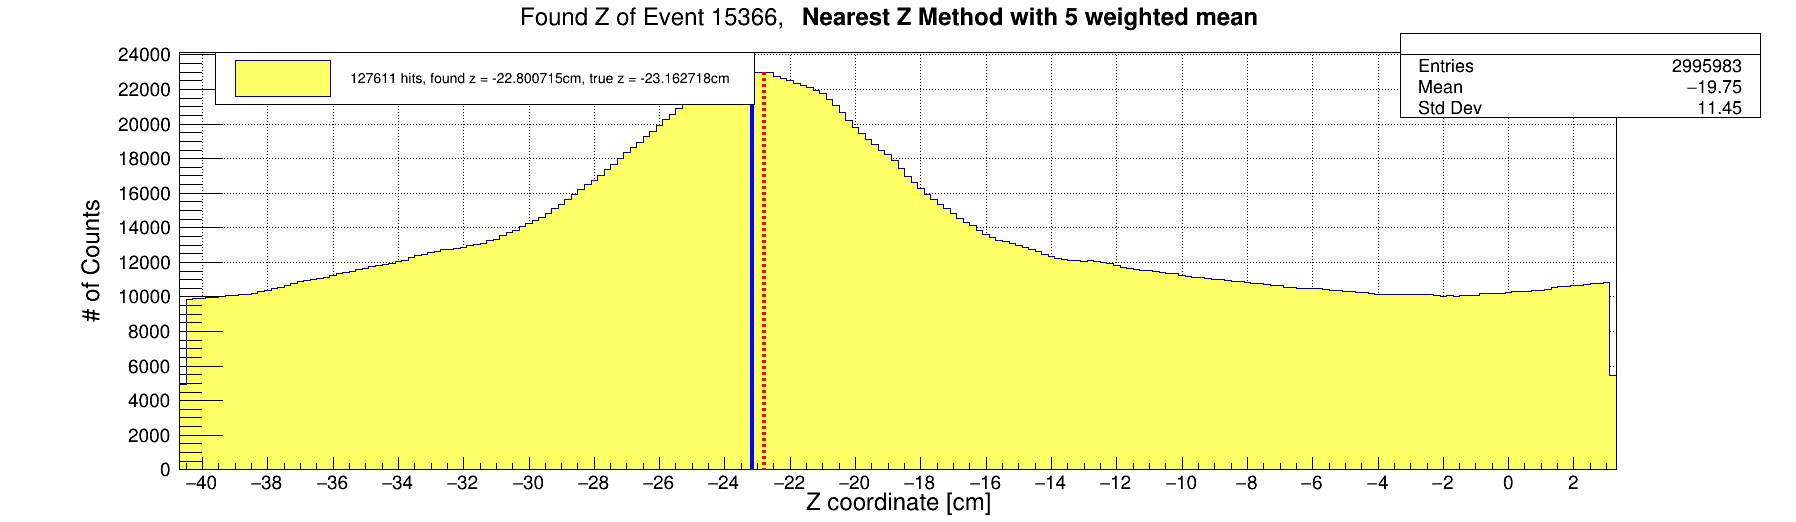 Found Z of Event 15366, Nearest Z Method with 5 weighted mean
127611 hits, found z = -22.800715cm, true z = -23.162718cm
Entries 2995983
Mean −19.75
Std Dev 11.45
# of Counts
24000
22000
20000
18000
16000
14000
12000
10000
8000
6000
4000
2000
0
−40 −38 −36 −34 −32 −30 −28 −26 −24 −22 −20 −18 −16 −14 −12 −10 −8 −6 −4 −2 0 2
Z coordinate [cm]